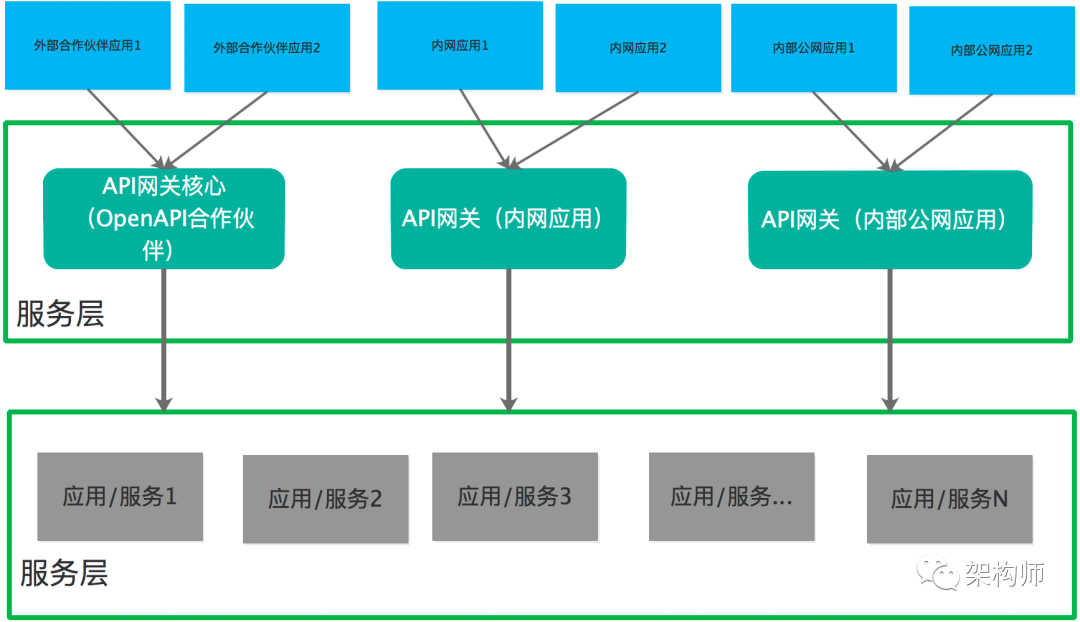 外部合作伙伴应用1
外部合作伙伴应用2
内网应用1
内网应用2
内部公网应用1
内部公网应用2
API网关核心
（OpenAPI合作伙
伴）
API网关（内网应用）
API网关（内部公网应用）
服务层
应用/服务1
应用/服务2
应用/服务3
应用/服务...
应用/服务N
服务层
架构师